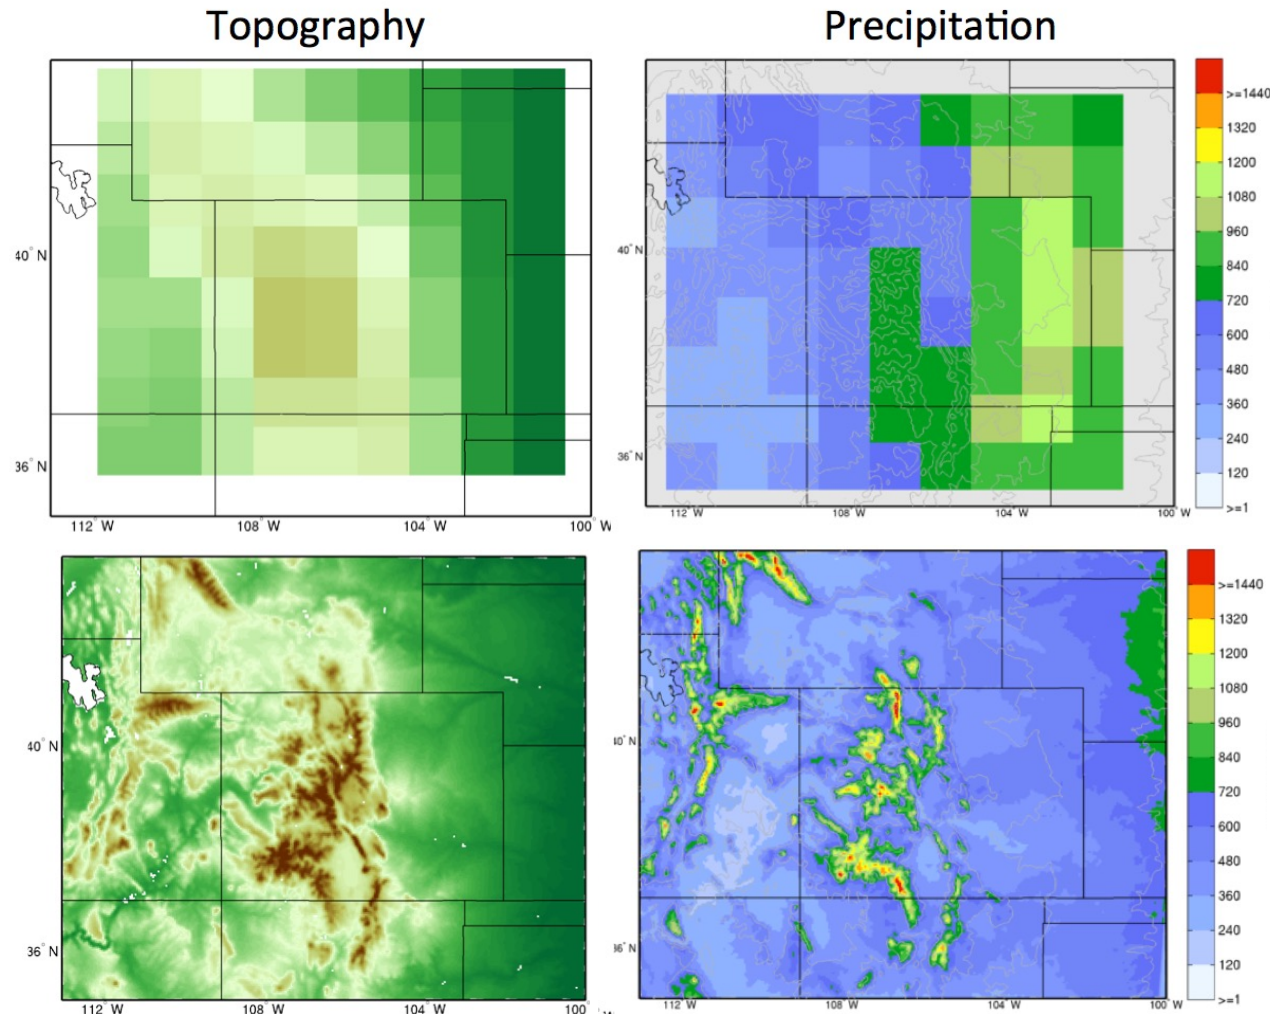 Topography
Precipitation
>=1440
1320
1200
1080
960
840
720
600
480
360
240
120
>=1
40° N
36° N
112 °W
108 °W
104 °W
100 °W
40° N
36° N
112 °W
108 °W
104 °W
100 °W
>=1440
1320
1200
1080
960
840
720
600
480
360
240
120
>=1
40° N
36° N
112 °W
108 °W
104 °W
100 °
10° N
36° N
112 °W
108 °W
104 °W
100 °W